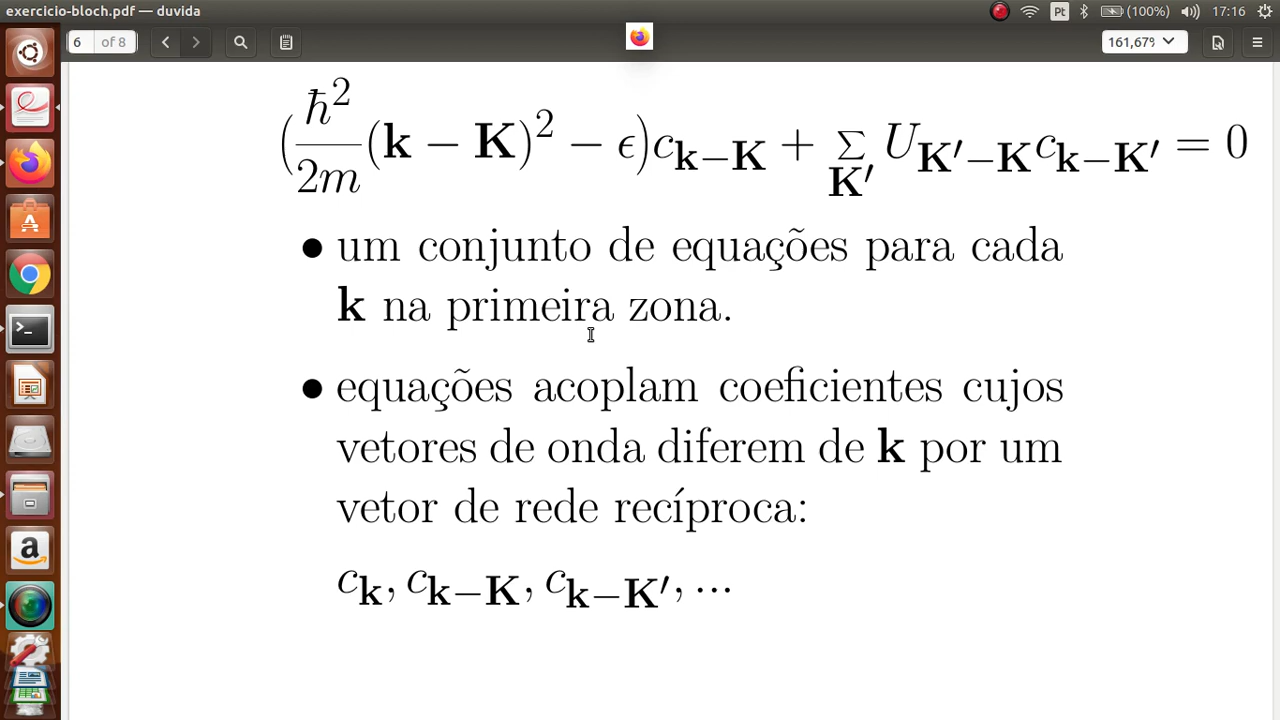 exercicio-bloch.pdf — duvida
Pt (100%) 17:16
6 of 8 161,67%
(ħ²/2m (k − K)² − ϵ)c_{k−K} + ∑_{K′} U_{K′−K}c_{k−K′} = 0
• um conjunto de equações para cada
k na primeira zona.
• equações acoplam coeficientes cujos
vetores de onda diferem de k por um
vetor de rede recíproca:
c_k, c_{k−K}, c_{k−K′}, ...